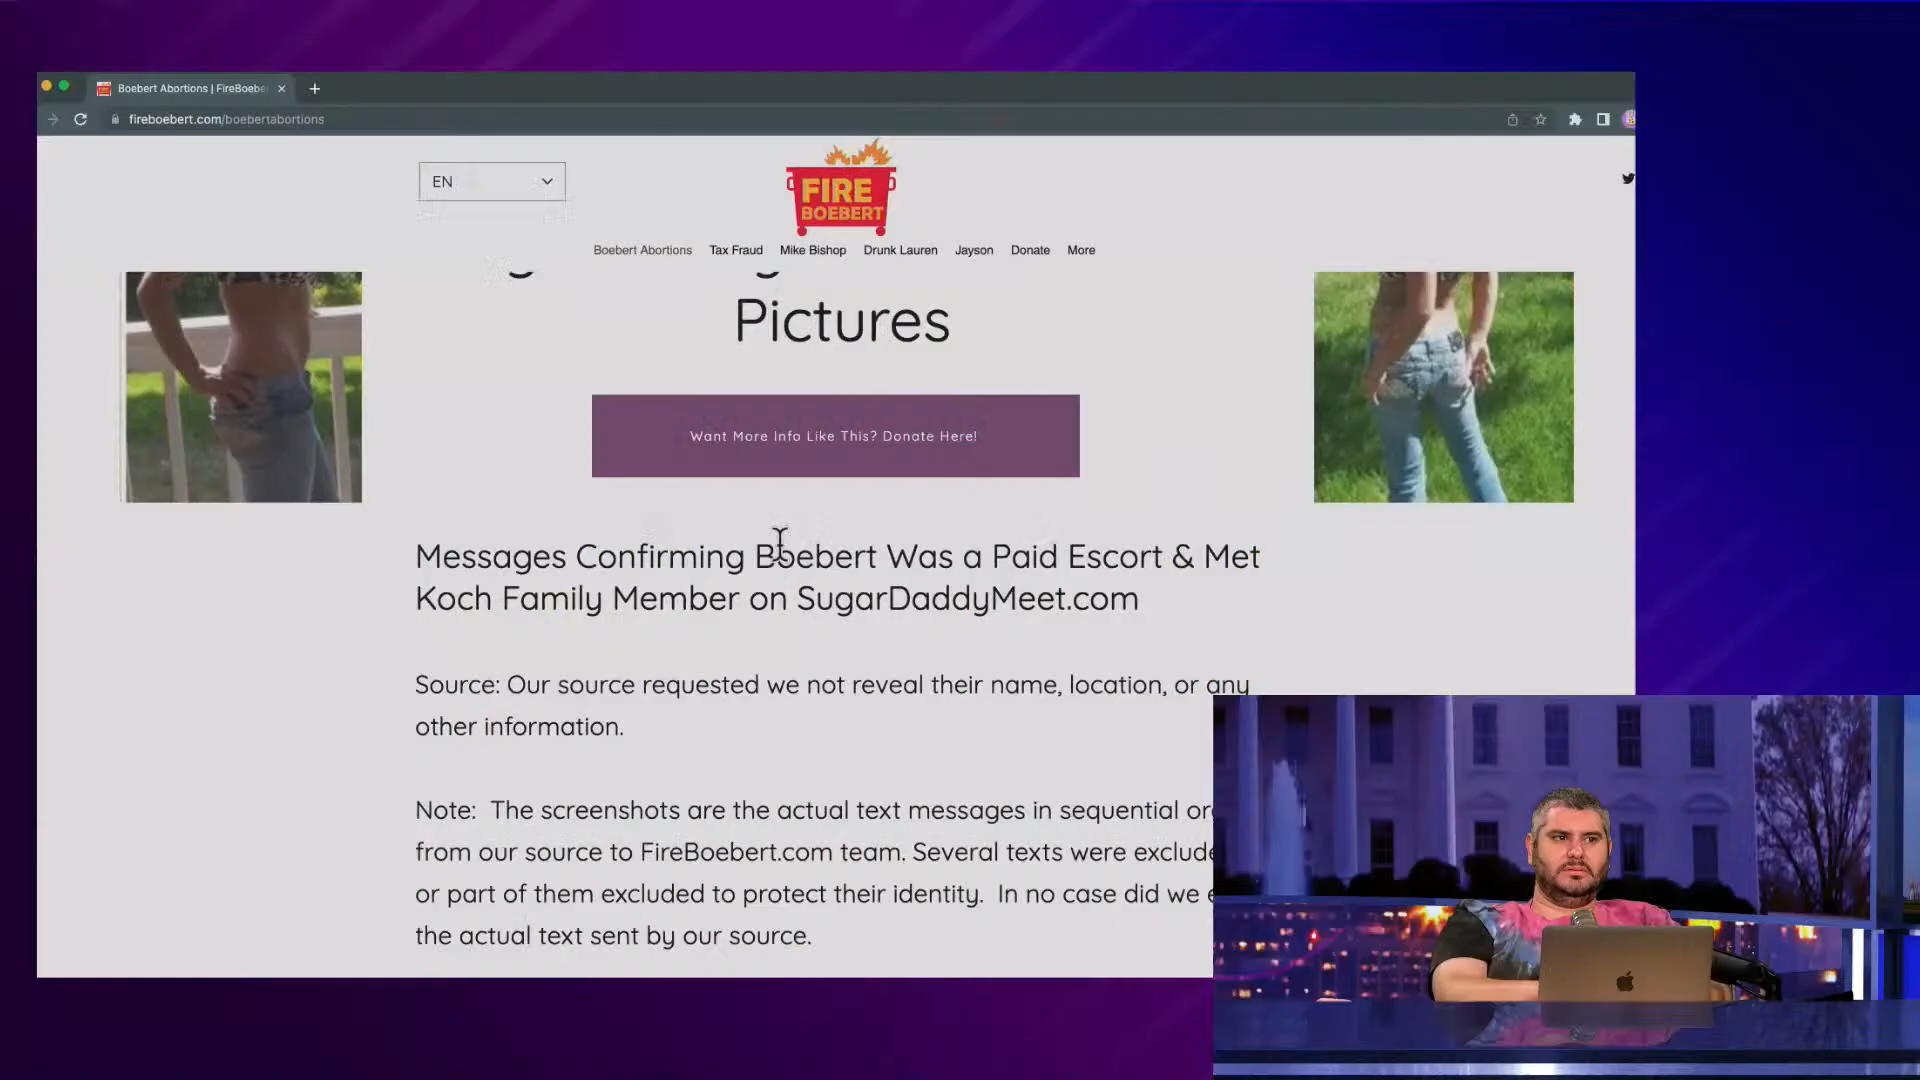 Boebert Abortions | FireBoebe
fireboebert.com/boebertabortions
EN
FIRE
BOEBERT
Boebert Abortions Tax Fraud Mike Bishop Drunk Lauren Jayson Donate More
Pictures
Want More Info Like This? Donate Here!
Messages Confirming Boebert Was a Paid Escort & Met
Koch Family Member on SugarDaddyMeet.com
Source: Our source requested we not reveal their name, location, or any
other information.
Note: The screenshots are the actual text messages in sequential
from our source to FireBoebert.com team. Several texts were
or part of them excluded to protect their identity. In no case did we
the actual text sent by our source.